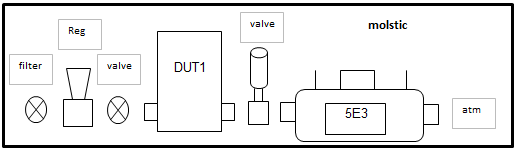 Reg
valve
molstic
filter
valve
DUT1
5E3
atm